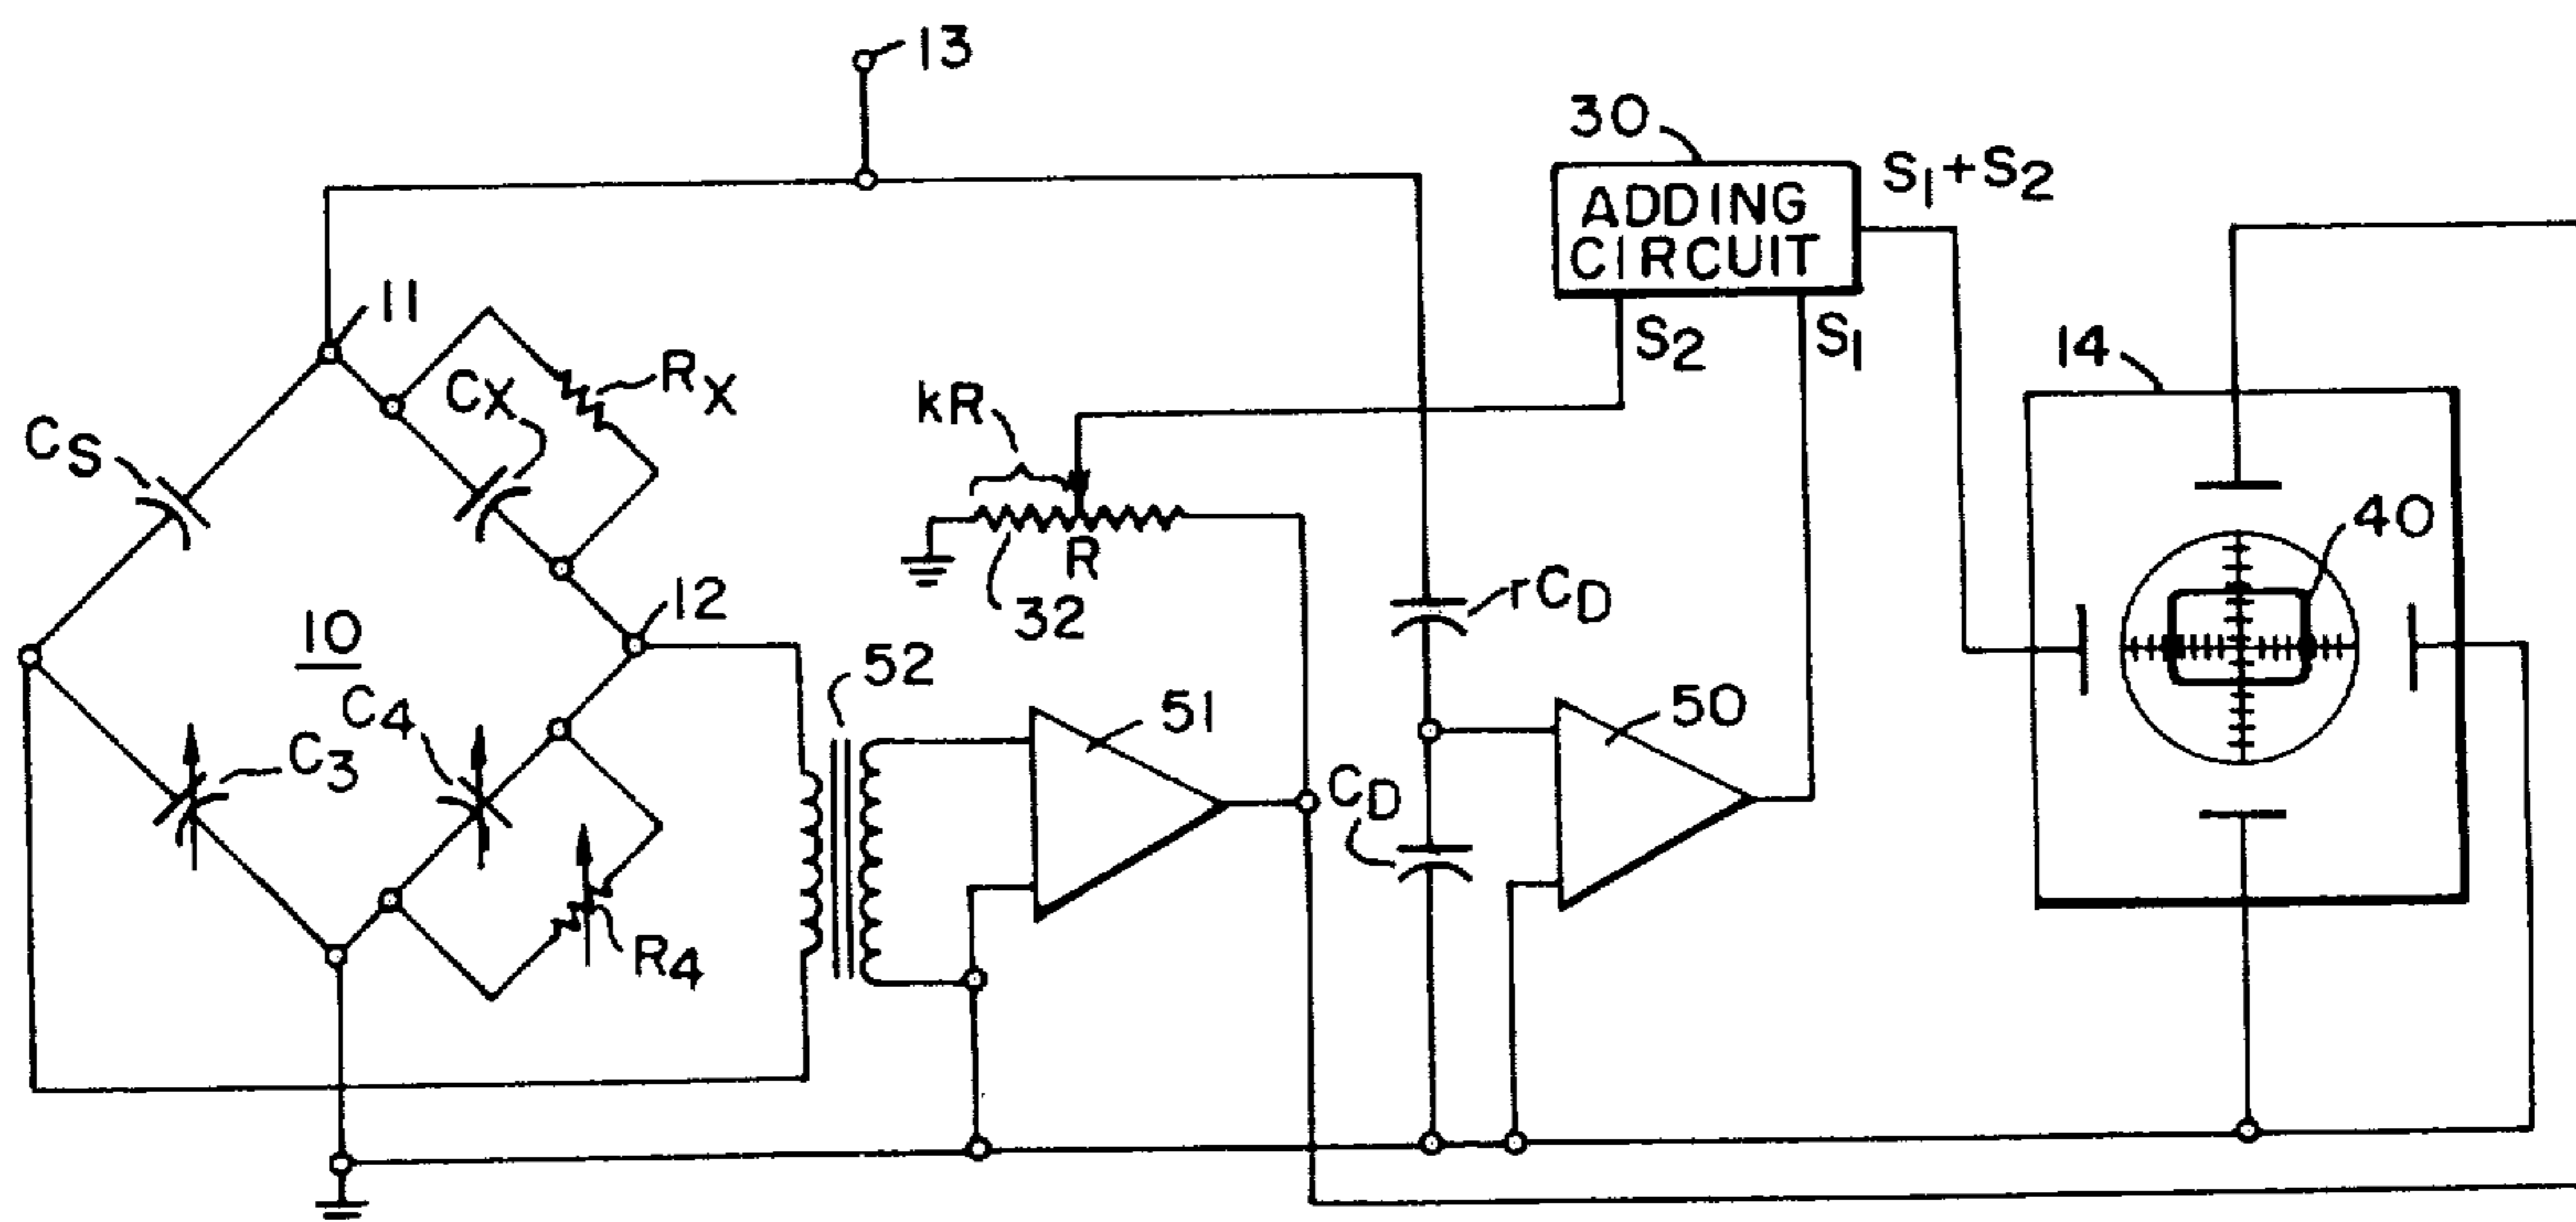 13
30
ADDING
CIRCUIT
S1+S2
11
S2
S1
14
RX
CX
kR
CS
40
R
rCD
32
12
10
52
C4
51
50
C3
CD
R4